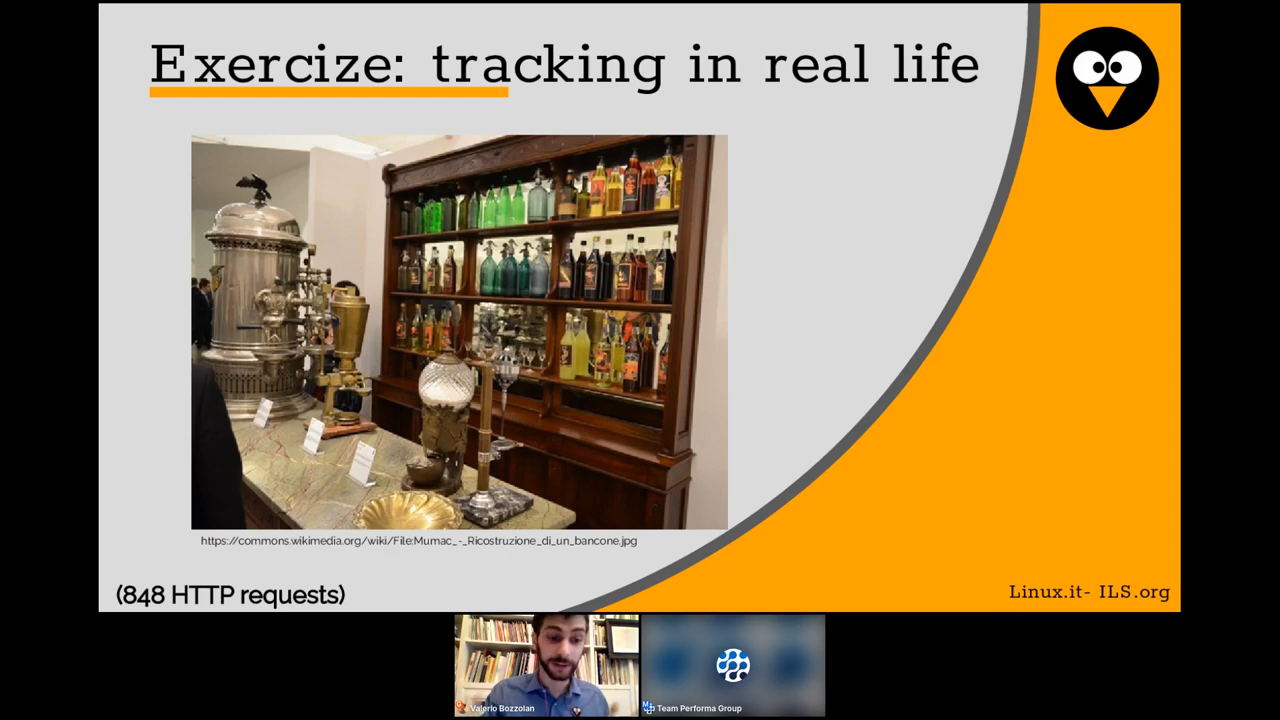 Exercize: tracking in real life
https://commons.wikimedia.org/wiki/File:Mumac_-_Ricostruzione_di_un_bancone.jpg
(848 HTTP requests)
Linux.it- ILS.org
Valerio Bozzolan
Team Performa Group